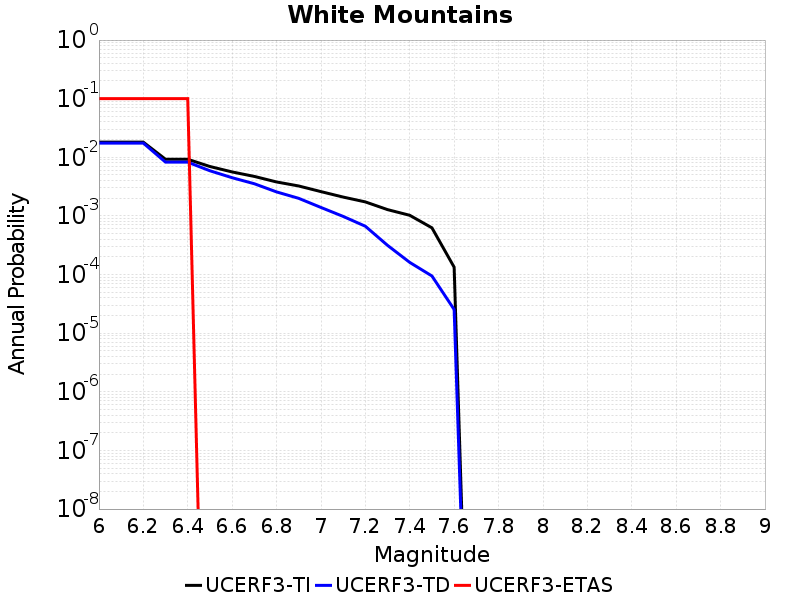 White Mountains
10^0
10^-1
10^-2
10^-3
10^-4
10^-5
10^-6
10^-7
10^-8
Annual Probability
6 6.2 6.4 6.6 6.8 7 7.2 7.4 7.6 7.8 8 8.2 8.4 8.6 8.8 9
Magnitude
UCERF3-TI UCERF3-TD UCERF3-ETAS